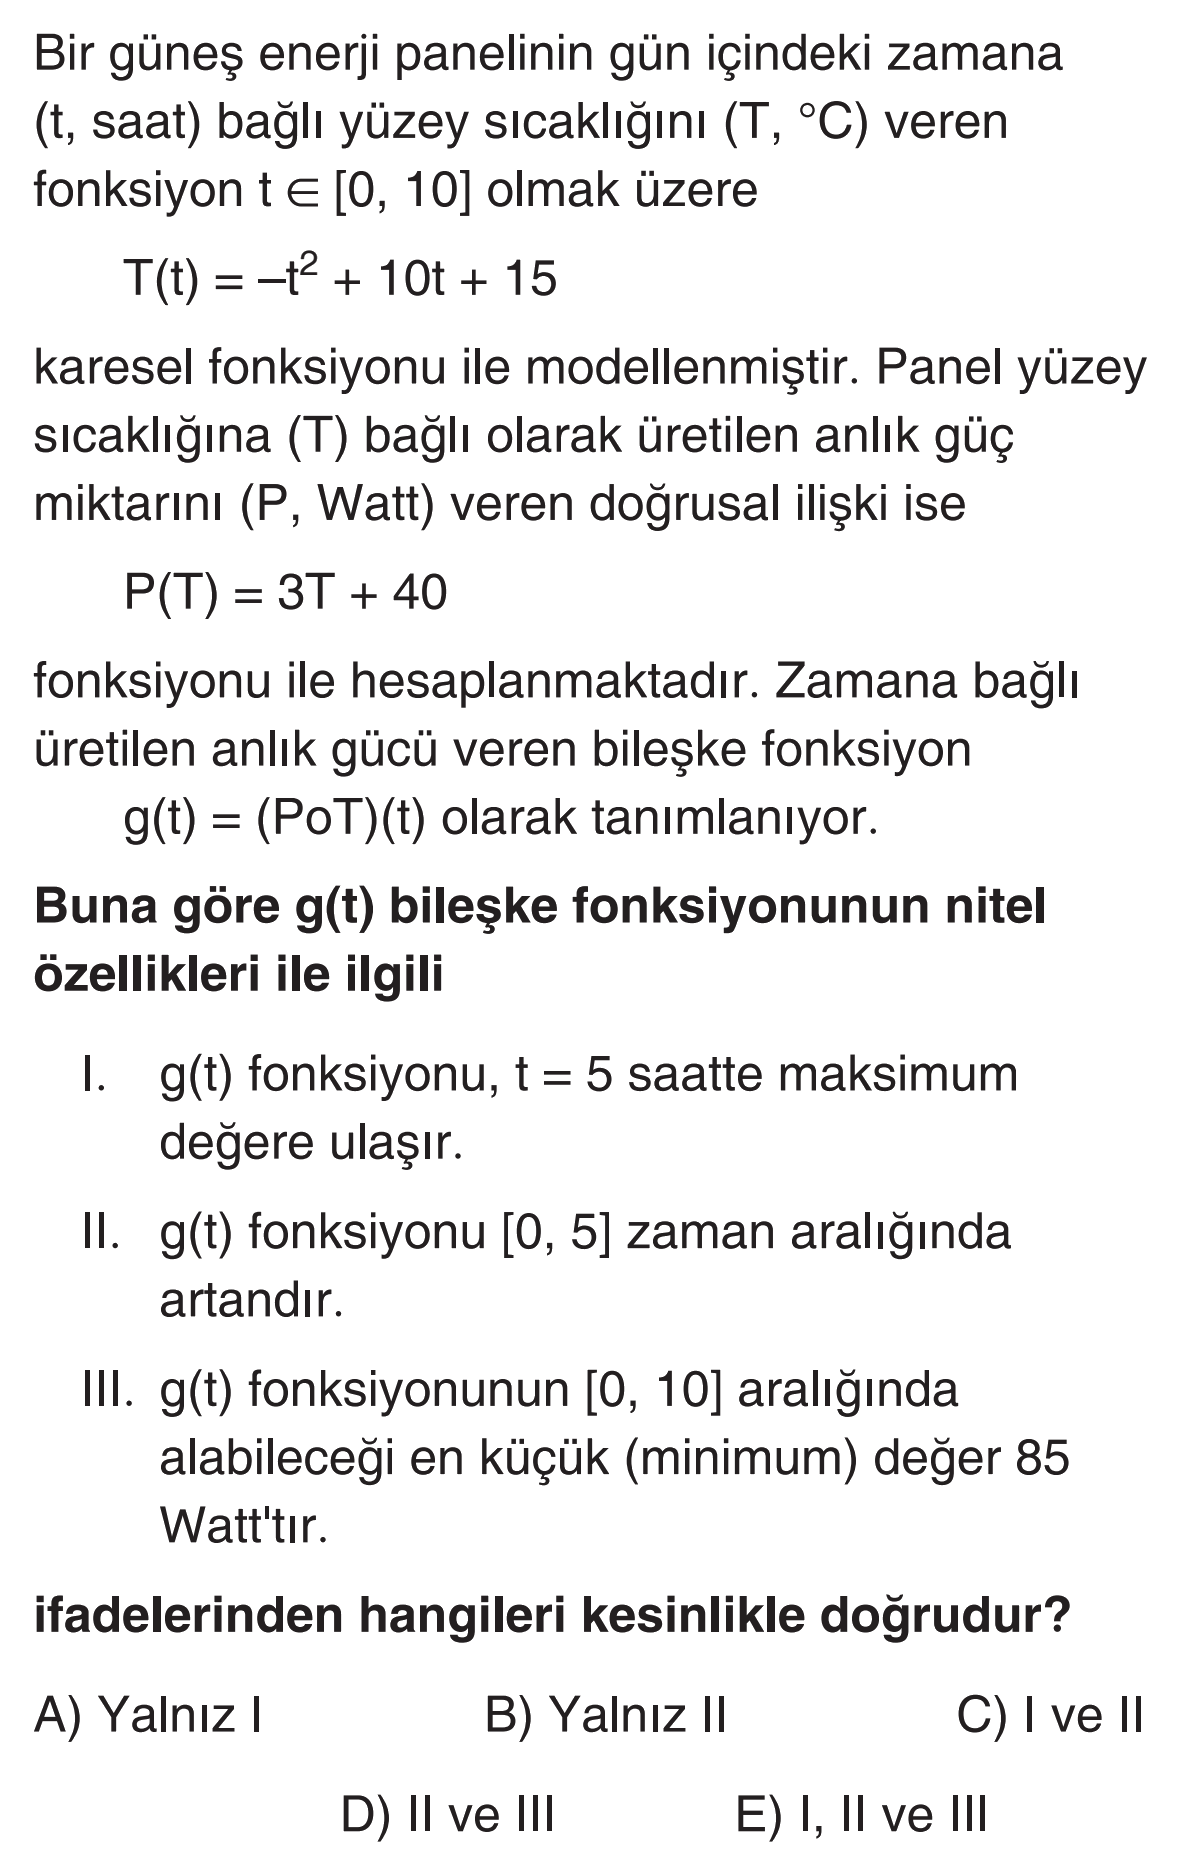 Bir güneş enerji panelinin gün içindeki zamana
(t, saat) bağlı yüzey sıcaklığını (T, °C) veren
fonksiyon t ∈ [0, 10] olmak üzere
T(t) = –t² + 10t + 15
karesel fonksiyonu ile modellenmiştir. Panel yüzey
sıcaklığına (T) bağlı olarak üretilen anlık güç
miktarını (P, Watt) veren doğrusal ilişki ise
P(T) = 3T + 40
fonksiyonu ile hesaplanmaktadır. Zamana bağlı
üretilen anlık gücü veren bileşke fonksiyon
g(t) = (PoT)(t) olarak tanımlanıyor.
Buna göre g(t) bileşke fonksiyonunun nitel
özellikleri ile ilgili
I. g(t) fonksiyonu, t = 5 saatte maksimum
değere ulaşır.
II. g(t) fonksiyonu [0, 5] zaman aralığında
artandır.
III. g(t) fonksiyonunun [0, 10] aralığında
alabileceği en küçük (minimum) değer 85
Watt'tır.
ifadelerinden hangileri kesinlikle doğrudur?
A) Yalnız I B) Yalnız II C) I ve II
D) II ve III E) I, II ve III